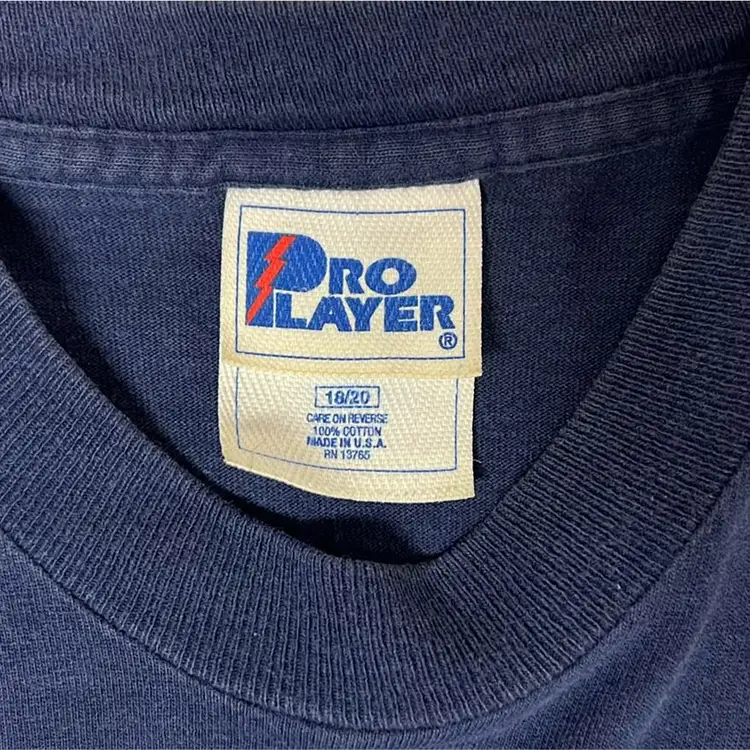 PRO
PLAYER®
18/20
CARE ON REVERSE
100% COTTON
MADE IN U.S.A.
RN 13765